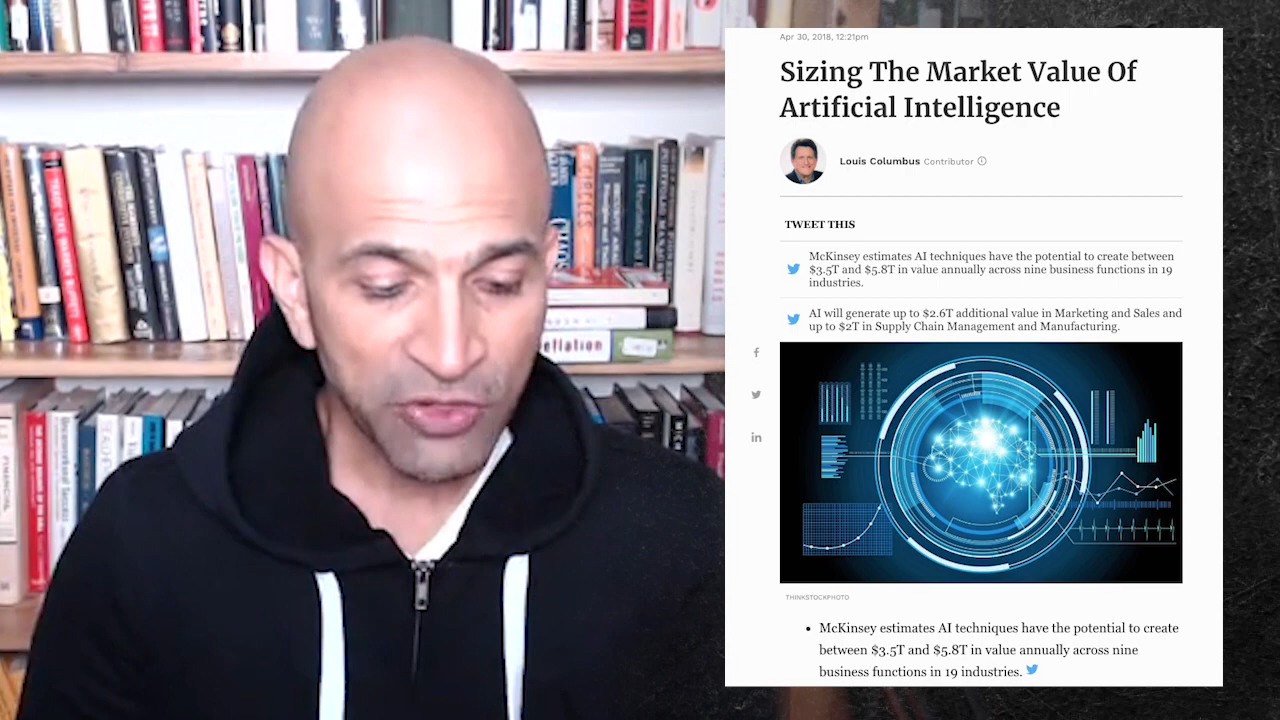 Apr 30, 2018, 12:21pm
Sizing The Market Value Of
Artificial Intelligence
Louis Columbus Contributor
TWEET THIS
McKinsey estimates AI techniques have the potential to create between
$3.5T and $5.8T in value annually across nine business functions in 19
industries.
AI will generate up to $2.6T additional value in Marketing and Sales and
up to $2T in Supply Chain Management and Manufacturing.
THINKSTOCKPHOTO
• McKinsey estimates AI techniques have the potential to create
between $3.5T and $5.8T in value annually across nine
business functions in 19 industries.
CIRCLES
Unconventional Success
FINANCIAL